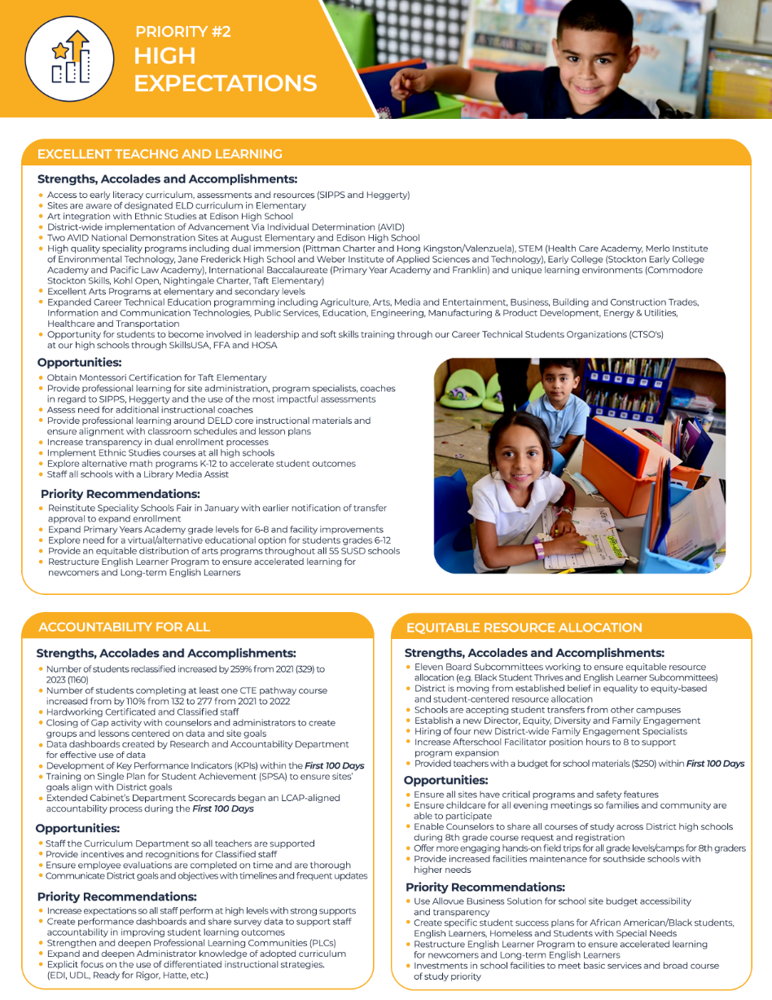 PRIORITY #2
HIGH
EXPECTATIONS
EXCELLENT TEACHNG AND LEARNING
Strengths, Accolades and Accomplishments:
• Access to early literacy curriculum, assessments and resources (SIPPS and Heggerty)
• Sites are aware of designated ELD curriculum in Elementary
• Art integration with Ethnic Studies at Edison High School
• District-wide implementation of Advancement Via Individual Determination (AVID)
• Two AVID National Demonstration Sites at August Elementary and Edison High School
• High quality speciality programs including dual immersion (Pittman Charter and Hong Kingston/Valenzuela), STEM (Health Care Academy, Merlo Institute
of Environmental Technology, Jane Frederick High School and Weber Institute of Applied Sciences and Technology), Early College (Stockton Early College
Academy and Pacific Law Academy), International Baccalaureate (Primary Year Academy and Franklin) and unique learning environments (Commodore
Stockton Skills, Kohl Open, Nightingale Charter, Taft Elementary)
• Excellent Arts Programs at elementary and secondary levels
• Expanded Career Technical Education programming including Agriculture, Arts, Media and Entertainment, Business, Building and Construction Trades,
Information and Communication Technologies, Public Services, Education, Engineering, Manufacturing & Product Development, Energy & Utilities,
Healthcare and Transportation
• Opportunity for students to become involved in leadership and soft skills training through our Career Technical Students Organizations (CTSO's)
at our high schools through SkillsUSA, FFA and HOSA
Opportunities:
• Obtain Montessori Certification for Taft Elementary
• Provide professional learning for site administration, program specialists, coaches
in regard to SIPPS, Heggerty and the use of the most impactful assessments
• Assess need for additional instructional coaches
• Provide professional learning around DELD core instructional materials and
ensure alignment with classroom schedules and lesson plans
• Increase transparency in dual enrollment processes
• Implement Ethnic Studies courses at all high schools
• Explore alternative math programs K-12 to accelerate student outcomes
• Staff all schools with a Library Media Assist
Priority Recommendations:
• Reinstitute Speciality Schools Fair in January with earlier notification of transfer
approval to expand enrollment
• Expand Primary Years Academy grade levels for 6-8 and facility improvements
• Explore need for a virtual/alternative educational option for students grades 6-12
• Provide an equitable distribution of arts programs throughout all 55 SUSD schools
• Restructure English Learner Program to ensure accelerated learning for
newcomers and Long-term English Learners
ACCOUNTABILITY FOR ALL
Strengths, Accolades and Accomplishments:
• Number of students reclassified increased by 259% from 2021 (329) to
2023 (1160)
• Number of students completing at least one CTE pathway course
increased from by 110% from 132 to 277 from 2021 to 2022
• Hardworking Certificated and Classified staff
• Closing of Gap activity with counselors and administrators to create
groups and lessons centered on data and site goals
• Data dashboards created by Research and Accountability Department
for effective use of data
• Development of Key Performance Indicators (KPIs) within the First 100 Days
• Training on Single Plan for Student Achievement (SPSA) to ensure sites'
goals align with District goals
• Extended Cabinet's Department Scorecards began an LCAP-aligned
accountability process during the First 100 Days
Opportunities:
• Staff the Curriculum Department so all teachers are supported
• Provide incentives and recognitions for Classified staff
• Ensure employee evaluations are completed on time and are thorough
• Communicate District goals and objectives with timelines and frequent updates
Priority Recommendations:
• Increase expectations so all staff perform at high levels with strong supports
• Create performance dashboards and share survey data to support staff
accountability in improving student learning outcomes
• Strengthen and deepen Professional Learning Communities (PLCs)
• Expand and deepen Administrator knowledge of adopted curriculum
• Explicit focus on the use of differentiated instructional strategies.
(EDI, UDL, Ready for Rigor, Hatte, etc.)
EQUITABLE RESOURCE ALLOCATION
Strengths, Accolades and Accomplishments:
• Eleven Board Subcommittees working to ensure equitable resource
allocation (e.g. Black Student Thrives and English Learner Subcommittees)
• District is moving from established belief in equality to equity-based
and student-centered resource allocation
• Schools are accepting student transfers from other campuses
• Establish a new Director, Equity, Diversity and Family Engagement
• Hiring of four new District-wide Family Engagement Specialists
• Increase Afterschool Facilitator position hours to 8 to support
program expansion
• Provided teachers with a budget for school materials ($250) within First 100 Days
Opportunities:
• Ensure all sites have critical programs and safety features
• Ensure childcare for all evening meetings so families and community are
able to participate
• Enable Counselors to share all courses of study across District high schools
during 8th grade course request and registration
• Offer more engaging hands-on field trips for all grade levels/camps for 8th graders
• Provide increased facilities maintenance for southside schools with
higher needs
Priority Recommendations:
• Use Allovue Business Solution for school site budget accessibility
and transparency
• Create specific student success plans for African American/Black students,
English Learners, Homeless and Students with Special Needs
• Restructure English Learner Program to ensure accelerated learning
for newcomers and Long-term English Learners
• Investments in school facilities to meet basic services and broad course
of study priority